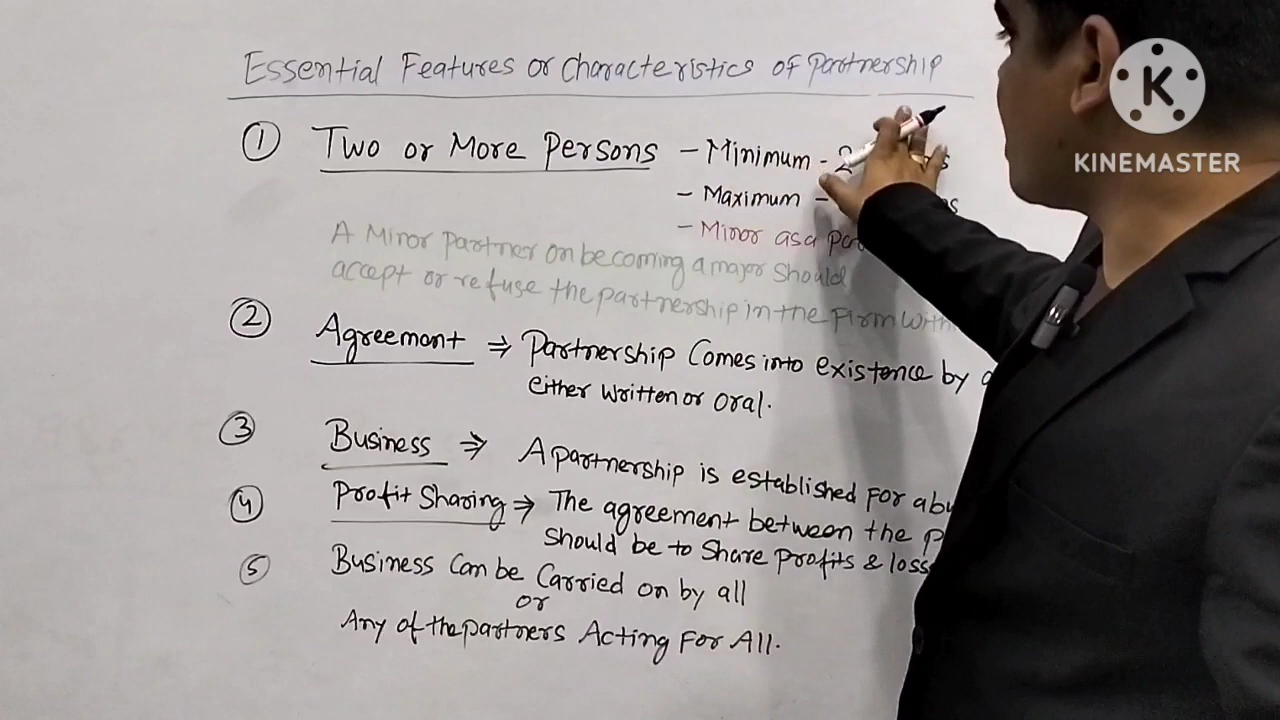 Essential Features or characteristics of partnership
① Two or More persons - Minimum - 2
- Maximum -
- Minor as a
A Minor partner on becoming a major should
accept or refuse the partnership in the Firm
② Agreement ⇒ Partnership Comes into existence by
either written or oral.
③ Business ⇒ A partnership is established For a
④ Profit Sharing ⇒ The agreement between the
should be to share profits &
⑤ Business can be carried on by all
or
Any of the partners Acting For All.
K
KINEMASTER